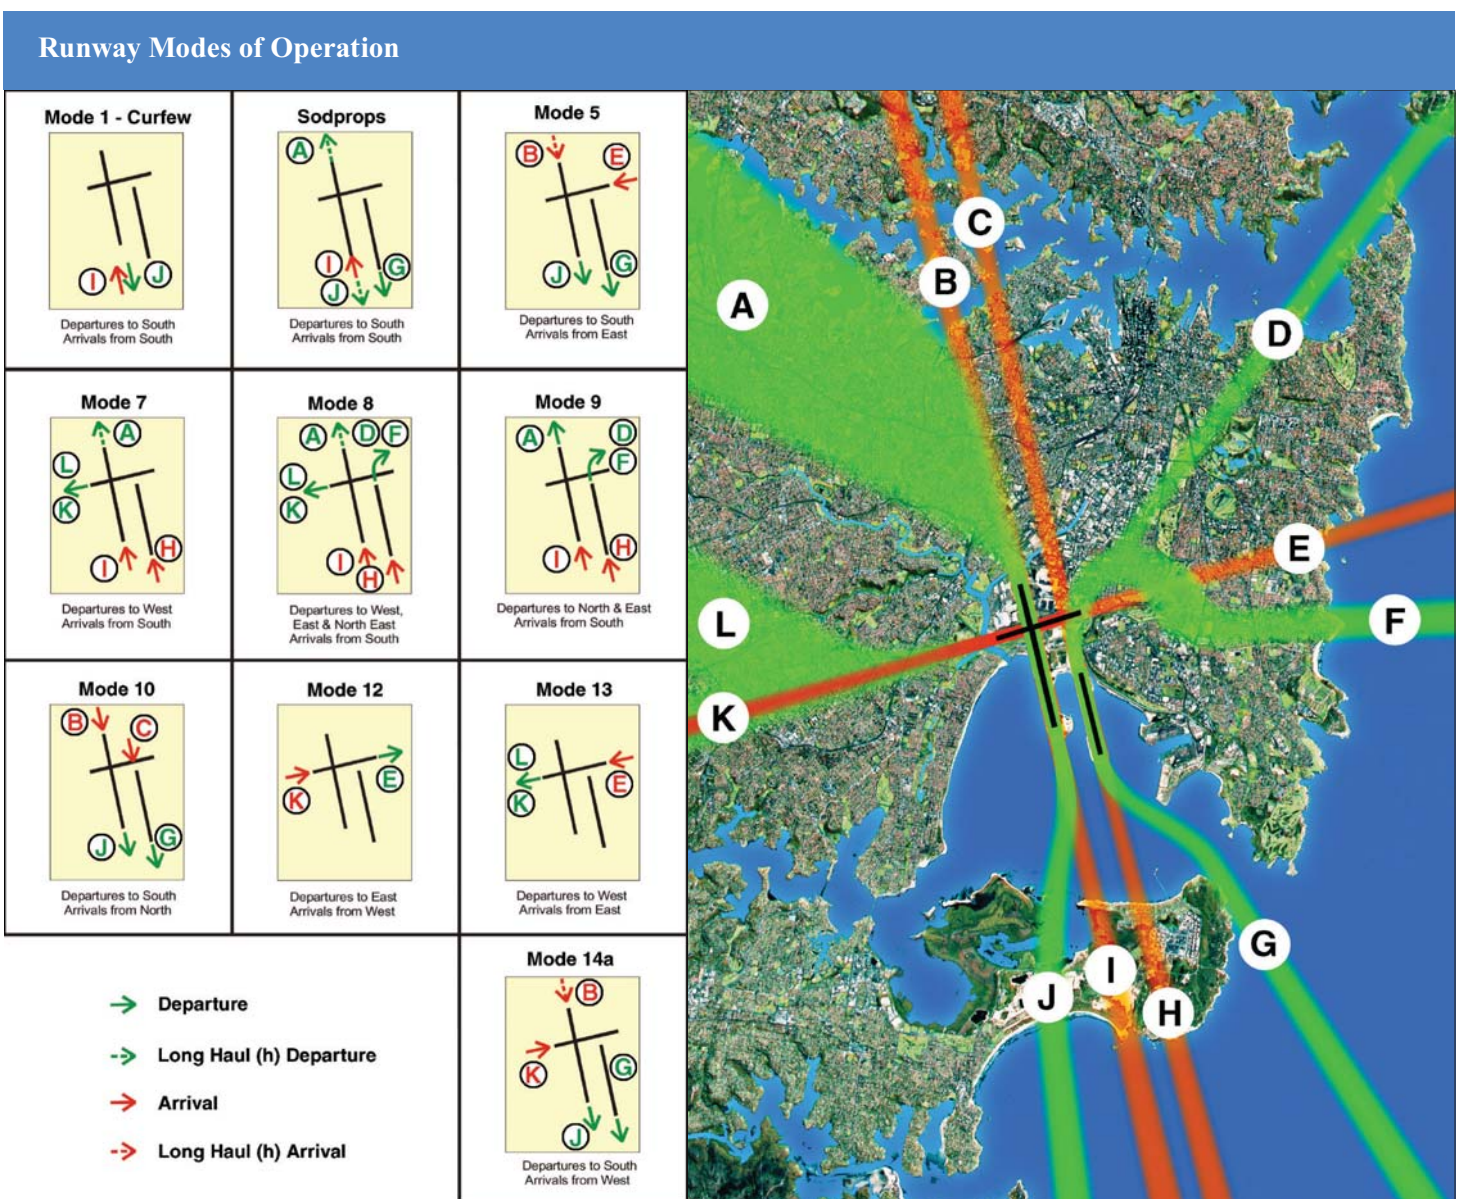 Runway Modes of Operation
Mode 1 - Curfew
I
J
Departures to South
Arrivals from South
Sodprops
A
I
G
J
Departures to South
Arrivals from South
Mode 5
B
E
J
G
Departures to South
Arrivals from East
Mode 7
A
L
K
H
I
Departures to West
Arrivals from South
Mode 8
A
D
F
L
K
I
H
Departures to West,
East & North East
Arrivals from South
Mode 9
D
A
F
H
I
Departures to North & East
Arrivals from South
Mode 10
B
C
J
G
Departures to South
Arrivals from North
Mode 12
E
K
Departures to East
Arrivals from West
Mode 13
L
E
K
Departures to West
Arrivals from East
Departure
Long Haul (h) Departure
Arrival
Long Haul (h) Arrival
Mode 14a
B
K
G
J
Departures to South
Arrivals from West
C
B
A
D
E
L
F
K
G
I
J
H